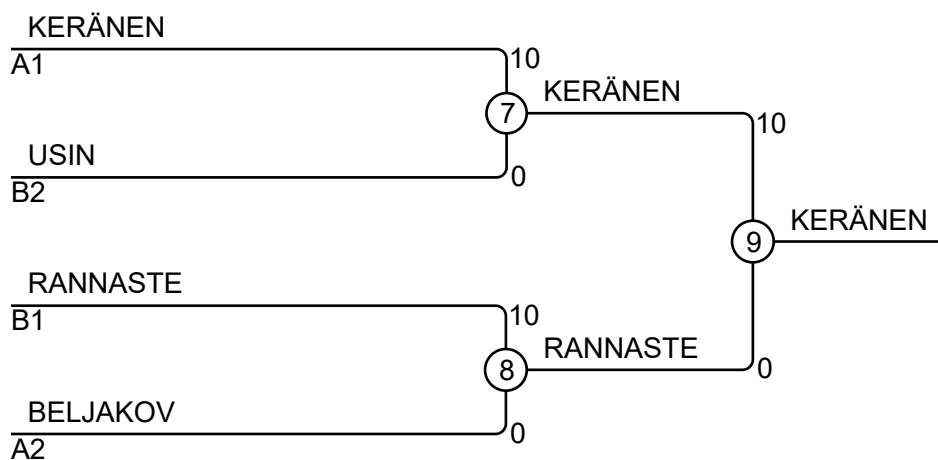 KERÄNEN
A1
10
7
KERÄNEN
USIN
B2
0
10
9
KERÄNEN
RANNASTE
B1
10
8
RANNASTE
0
BELJAKOV
A2
0